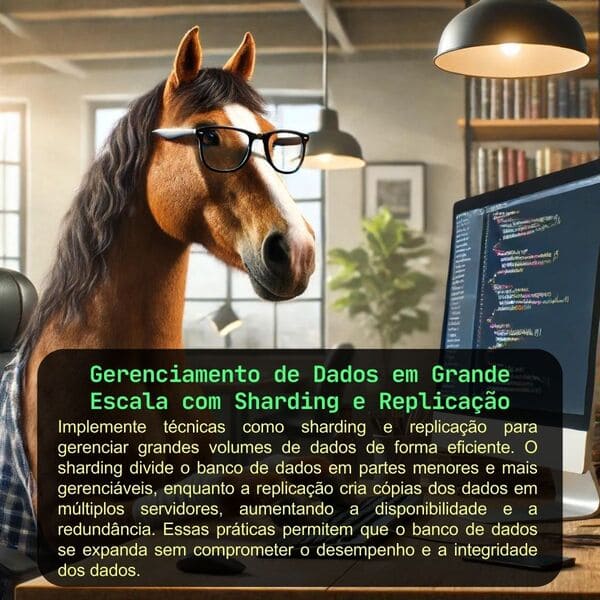 Gerenciamento de Dados em Grande
Escala com Sharding e Replicação
Implemente técnicas como sharding e replicação para
gerenciar grandes volumes de dados de forma eficiente. O
sharding divide o banco de dados em partes menores e mais
gerenciáveis, enquanto a replicação cria cópias dos dados em
múltiplos servidores, aumentando a disponibilidade e a
redundância. Essas práticas permitem que o banco de dados
se expanda sem comprometer o desempenho e a integridade
dos dados.